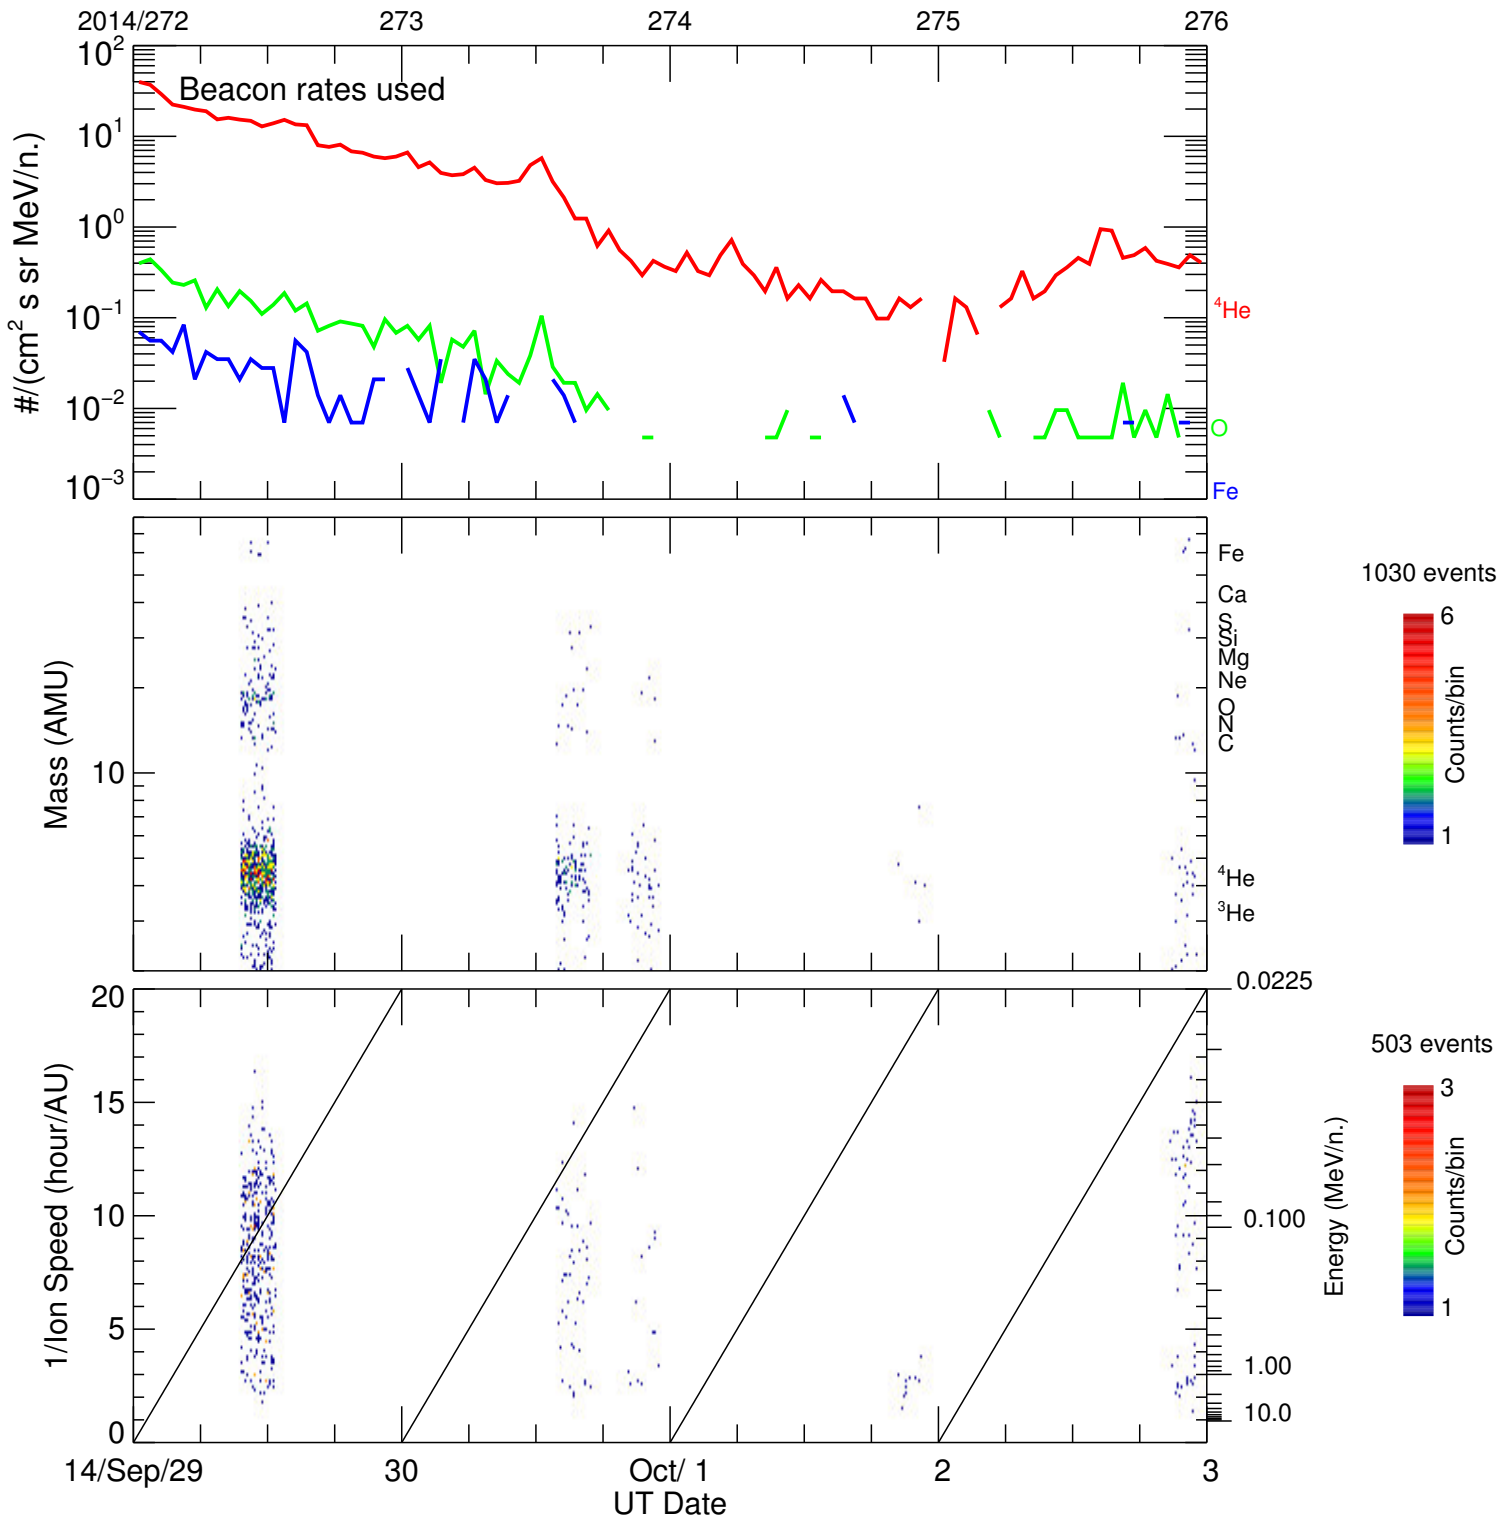 2014/272 273 274 275 276
Beacon rates used
#/(cm² s sr MeV/n.)
10²
10¹
10⁰
10⁻¹
10⁻²
10⁻³
⁴He
O
Fe
Mass (AMU)
10
Fe
Ca
S
Si
Mg
Ne
O
N
C
⁴He
³He
1030 events
6
Counts/bin
1
1/Ion Speed (hour/AU)
20
15
10
5
0
0.0225
0.100
1.00
10.0
Energy (MeV/n.)
503 events
3
Counts/bin
1
14/Sep/29 30 Oct/ 1 2 3
UT Date